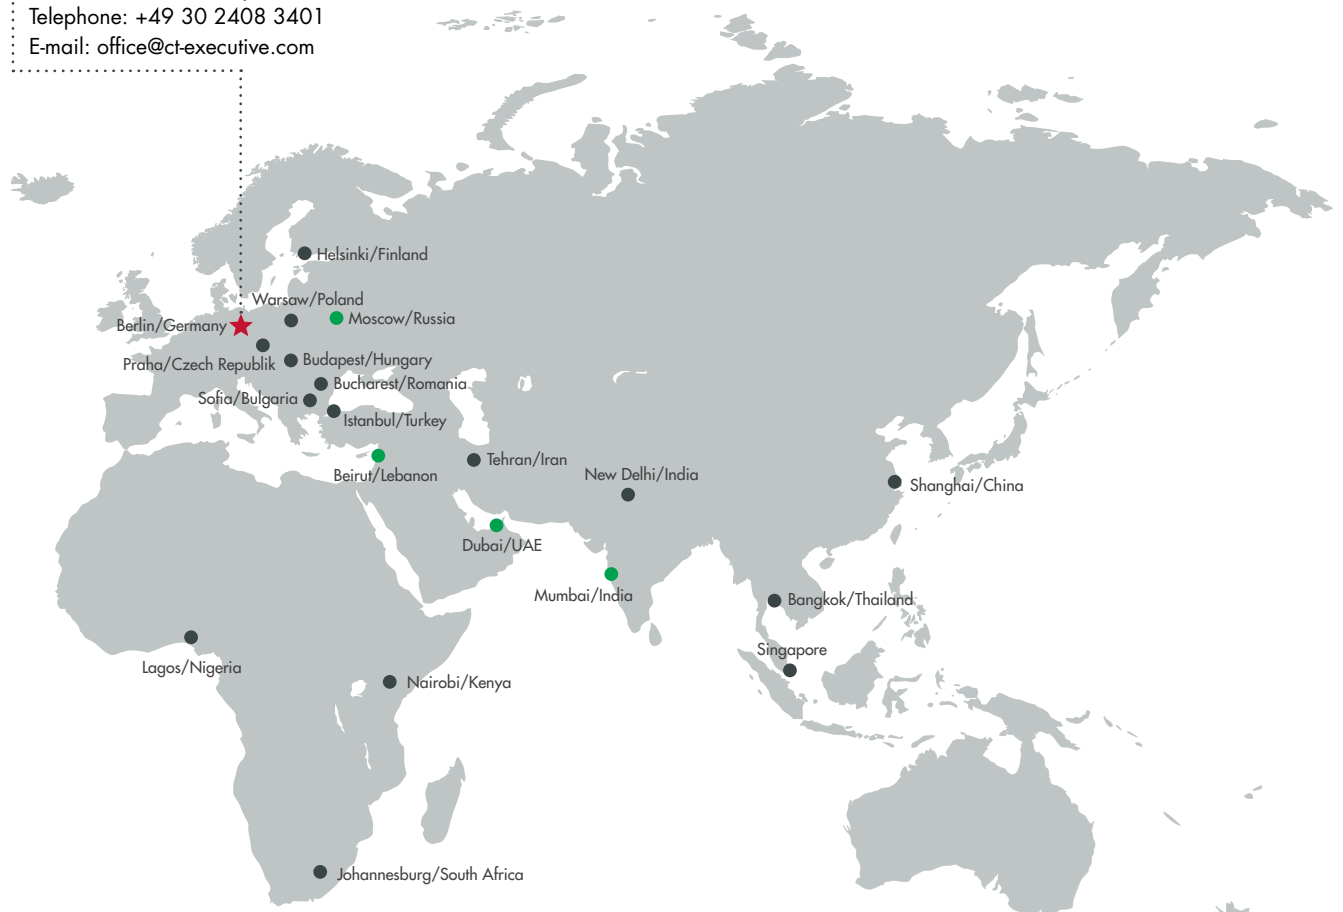 Telephone: +49 30 2408 3401
E-mail: office@ct-executive.com
Helsinki/Finland
Warsaw/Poland
Berlin/Germany
Moscow/Russia
Praha/Czech Republik
Budapest/Hungary
Bucharest/Romania
Sofia/Bulgaria
Istanbul/Turkey
Beirut/Lebanon
Tehran/Iran
New Delhi/India
Shanghai/China
Dubai/UAE
Mumbai/India
Bangkok/Thailand
Singapore
Lagos/Nigeria
Nairobi/Kenya
Johannesburg/South Africa